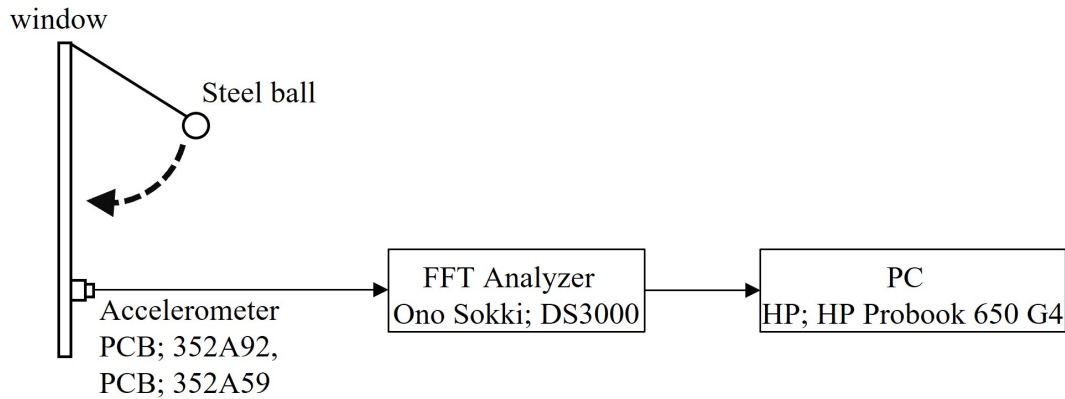 window
Steel ball
FFT Analyzer
Ono Sokki; DS3000
PC
HP; HP Probook 650 G4
Accelerometer
PCB; 352A92,
PCB; 352A59